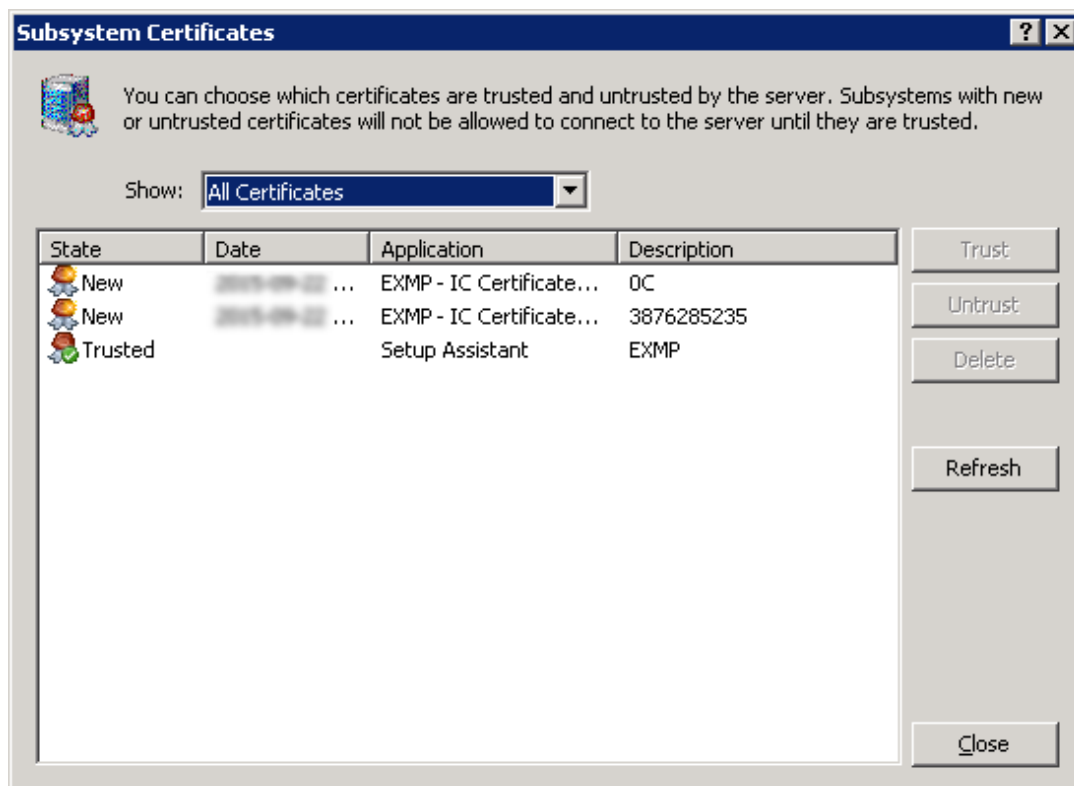 Subsystem Certificates
You can choose which certificates are trusted and untrusted by the server. Subsystems with new
or untrusted certificates will not be allowed to connect to the server until they are trusted.
Show: All Certificates
State Date Application Description
New ... EXMP - IC Certificate... 0C
New ... EXMP - IC Certificate... 3876285235
Trusted Setup Assistant EXMP
Trust
Untrust
Delete
Refresh
Close